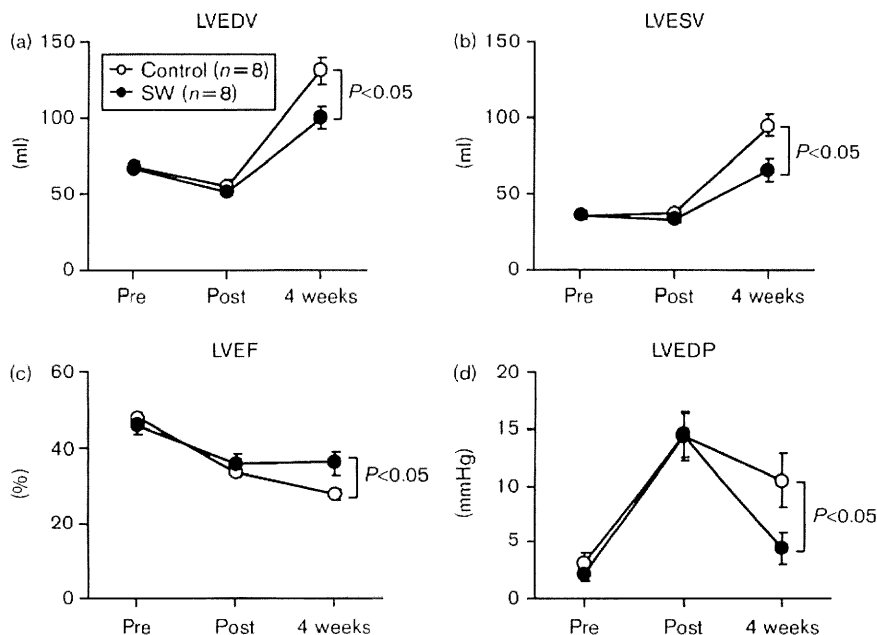 LVEDV
(a)
150
100
50
0
(ml)
Control (n=8)
SW (n=8)
P<0.05
Pre
Post
4 weeks
LVESV
(b)
150
100
50
0
(ml)
P<0.05
Pre
Post
4 weeks
LVEF
(c)
60
40
20
0
(%)
P<0.05
Pre
Post
4 weeks
LVEDP
(d)
20
15
10
5
0
(mmHg)
P<0.05
Pre
Post
4 weeks